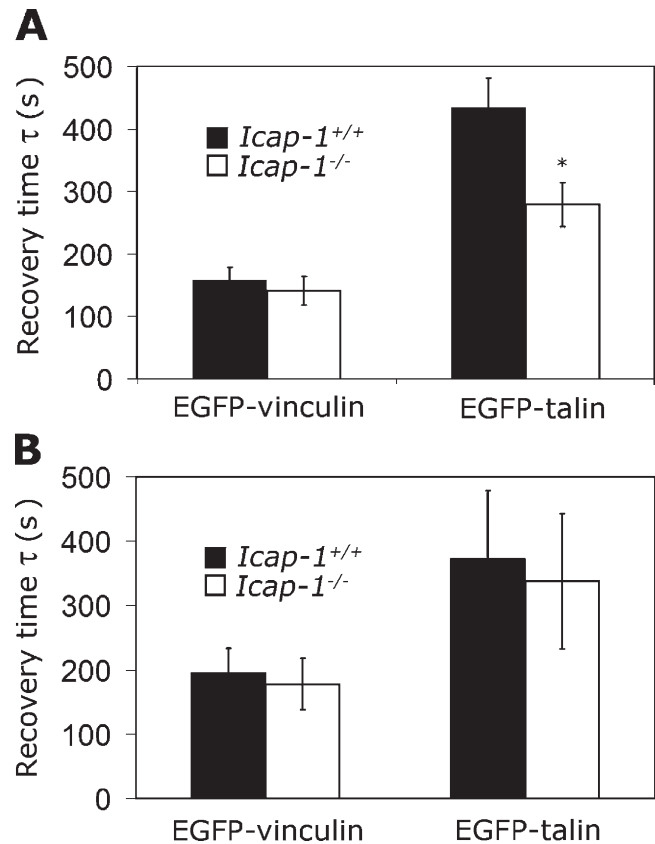 A
Recovery time τ (s)
500
400
300
200
100
0
Icap-1+/+
Icap-1-/-
*
EGFP-vinculin
EGFP-talin
B
Recovery time τ (s)
500
400
300
200
100
0
Icap-1+/+
Icap-1-/-
EGFP-vinculin
EGFP-talin